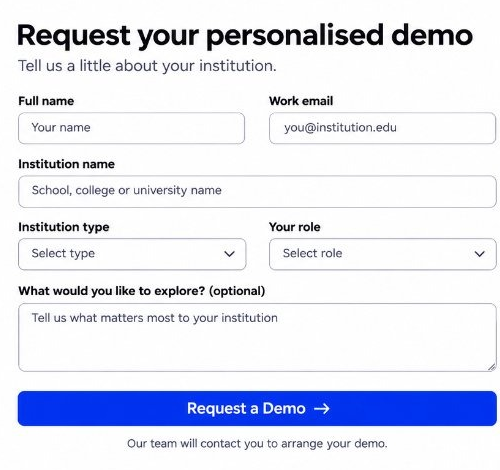 Request your personalised demo
Tell us a little about your institution.
Full name
Work email
Your name
you@institution.edu
Institution name
School, college or university name
Institution type
Your role
Select type
Select role
What would you like to explore? (optional)
Tell us what matters most to your institution
Request a Demo →
Our team will contact you to arrange your demo.